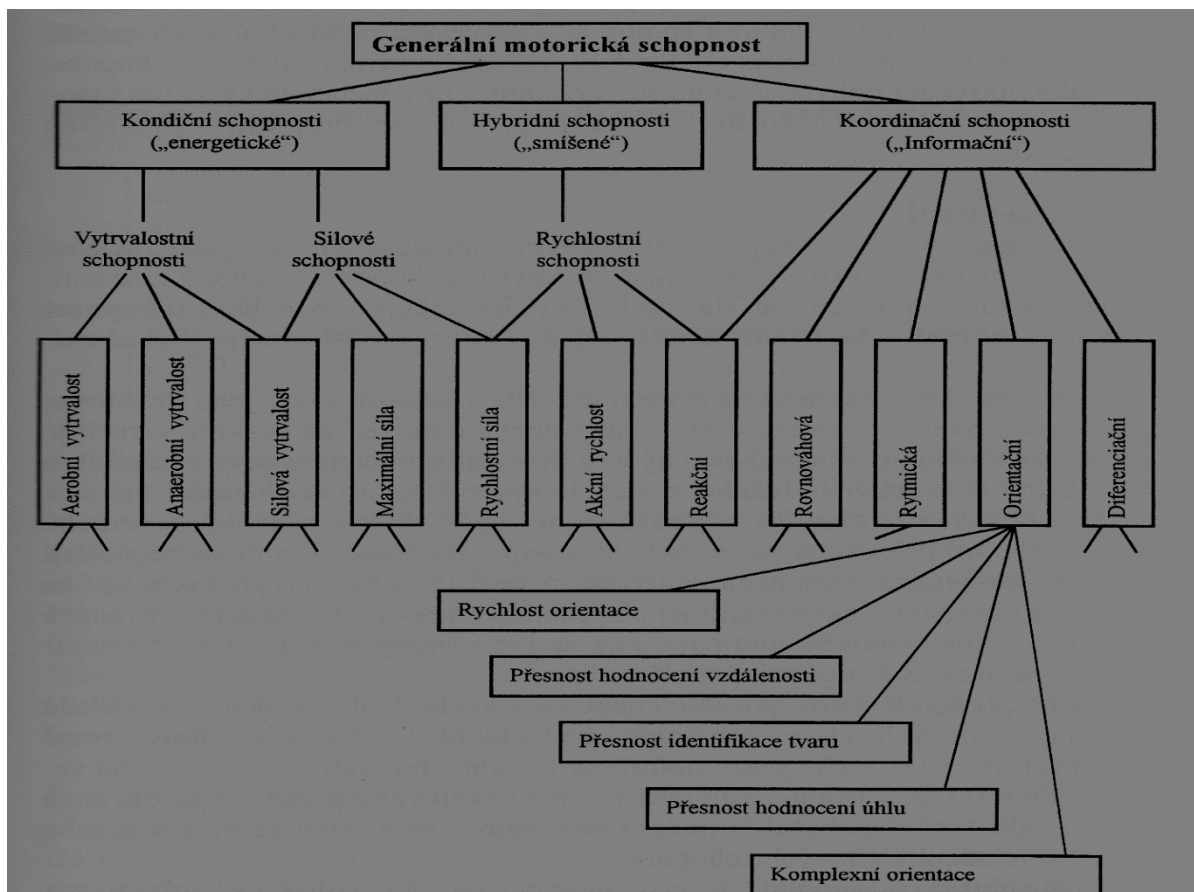 Generální motorická schopnost
Kondiční schopnosti
(„energetické“)
Hybridní schopnosti
(„smíšené“)
Koordinační schopnosti
(„Informační)
Vytrvalostní
schopnosti
Silové
schopnosti
Rychlostní
schopnosti
Aerobní vytrvalost
Anaerobní vytrvalost
Silová vytrvalost
Maximální síla
Rychlostní síla
Akční rychlost
Reakční
Rovnováhová
Rytmická
Orientační
Diferenciační
Rychlost orientace
Přesnost hodnocení vzdálenosti
Přesnost identifikace tvaru
Přesnost hodnocení úhlu
Komplexní orientace